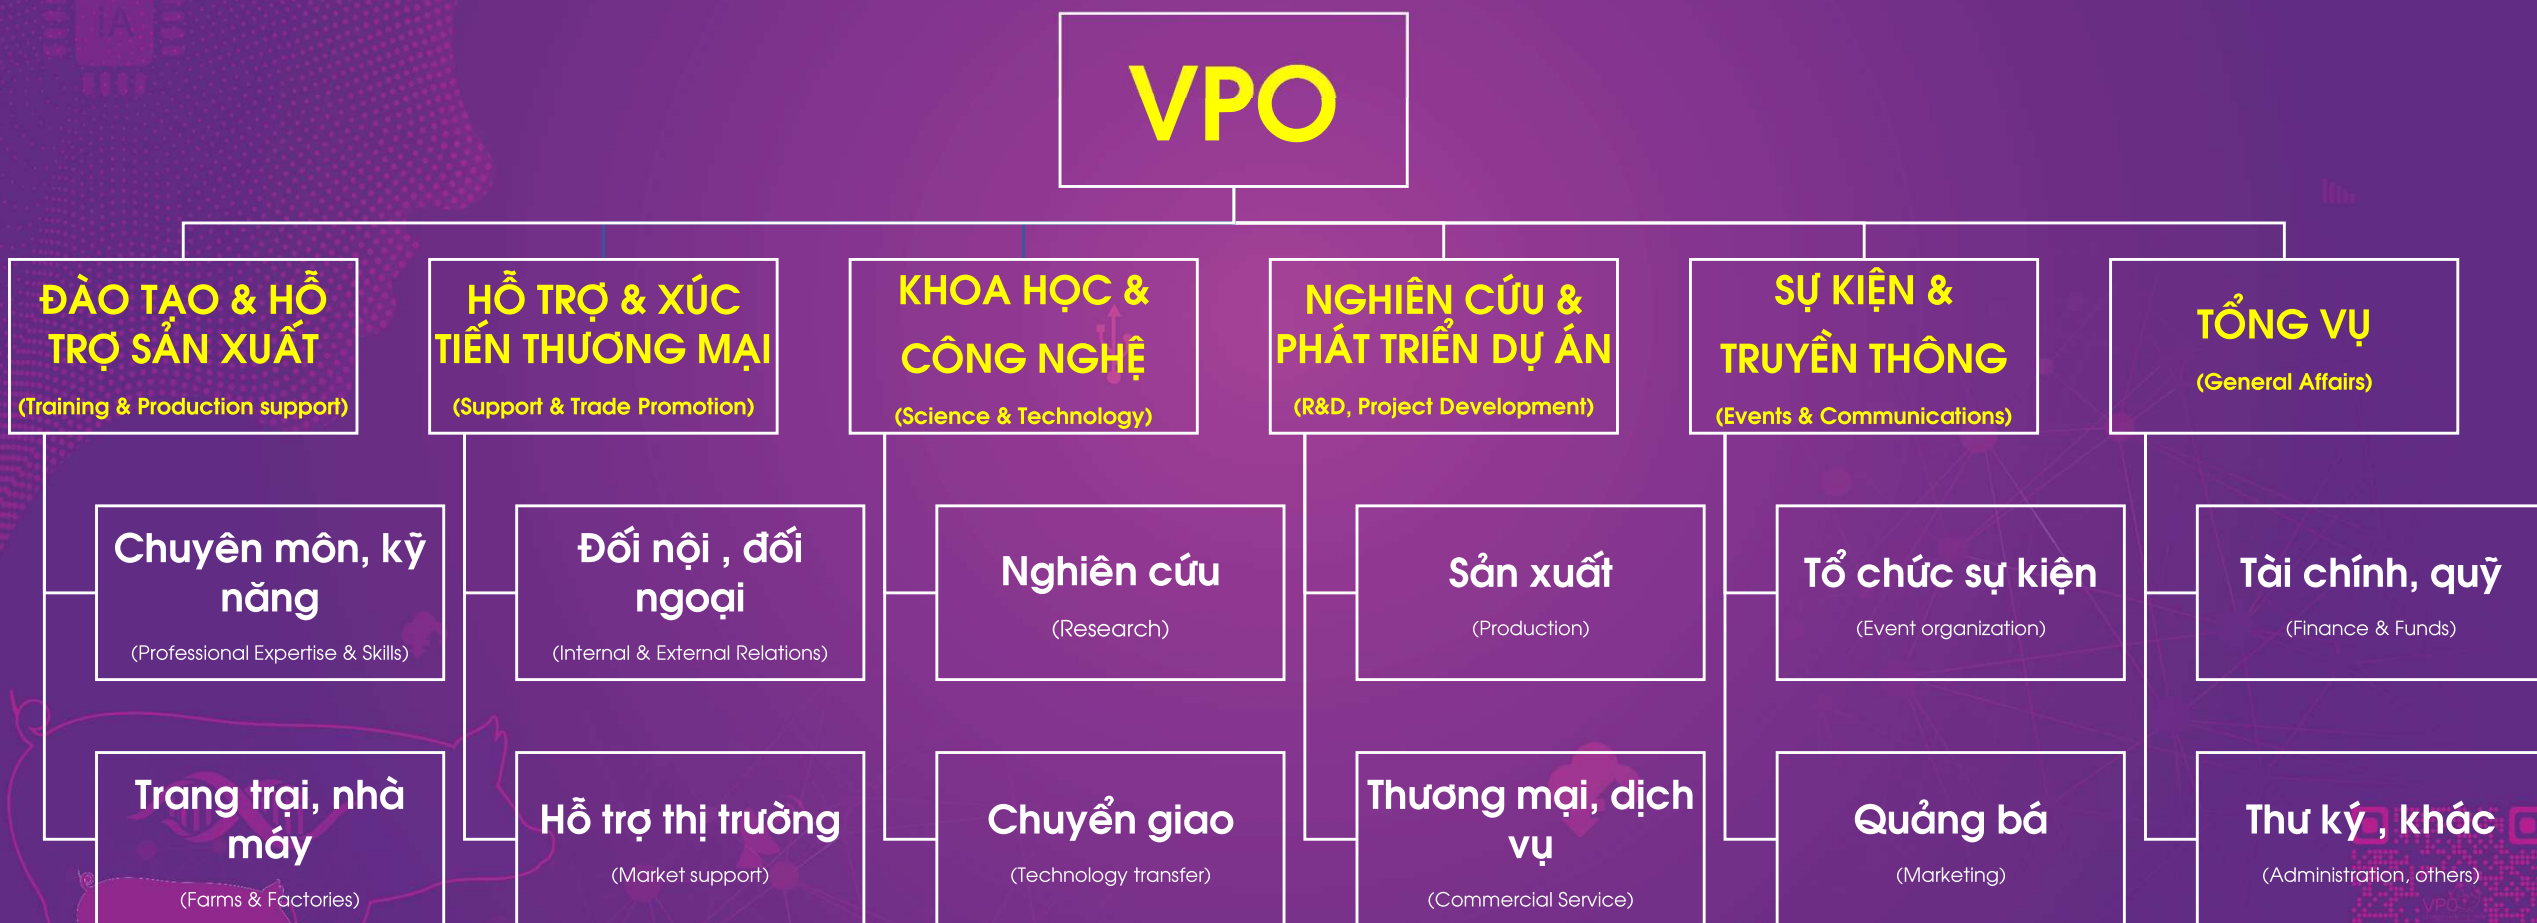 VPO
ĐÀO TẠO & HỖ
TRỢ SẢN XUẤT
(Training & Production support)
HỖ TRỢ & XÚC
TIẾN THƯƠNG MẠI
(Support & Trade Promotion)
KHOA HỌC &
CÔNG NGHỆ
(Science & Technology)
NGHIÊN CỨU &
PHÁT TRIỂN DỰ ÁN
(R&D, Project Development)
SỰ KIỆN &
TRUYỀN THÔNG
(Events & Communications)
TỔNG VỤ
(General Affairs)
Chuyên môn, kỹ
năng
(Professional Expertise & Skills)
Đối nội , đối
ngoại
(Internal & External Relations)
Nghiên cứu
(Research)
Sản xuất
(Production)
Tổ chức sự kiện
(Event organization)
Tài chính, quỹ
(Finance & Funds)
Trang trại, nhà
máy
(Farms & Factories)
Hỗ trợ thị trường
(Market support)
Chuyển giao
(Technology transfer)
Thương mại, dịch
vụ
(Commercial Service)
Quảng bá
(Marketing)
Thư ký , khác
(Administration, others)
VPO
iA